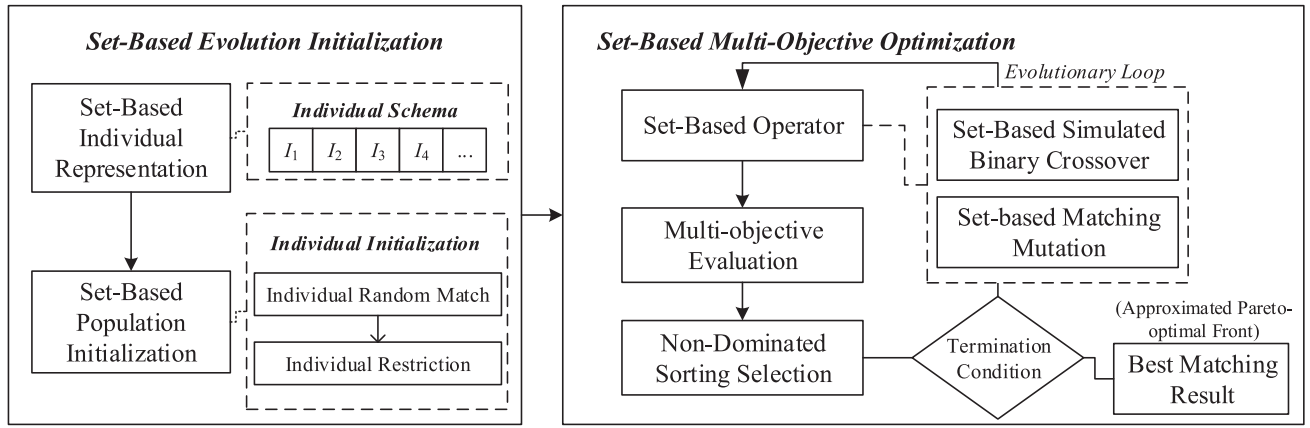 Set-Based Evolution Initialization
Set-Based
Individual
Representation
Individual Schema
I1 I2 I3 I4 ...
Set-Based
Population
Initialization
Individual Initialization
Individual Random Match
Individual Restriction
Set-Based Multi-Objective Optimization
Evolutionary Loop
Set-Based Operator
Set-Based Simulated
Binary Crossover
Set-based Matching
Mutation
Multi-objective
Evaluation
Non-Dominated
Sorting Selection
Termination
Condition
(Approximated Pareto-
optimal Front)
Best Matching
Result